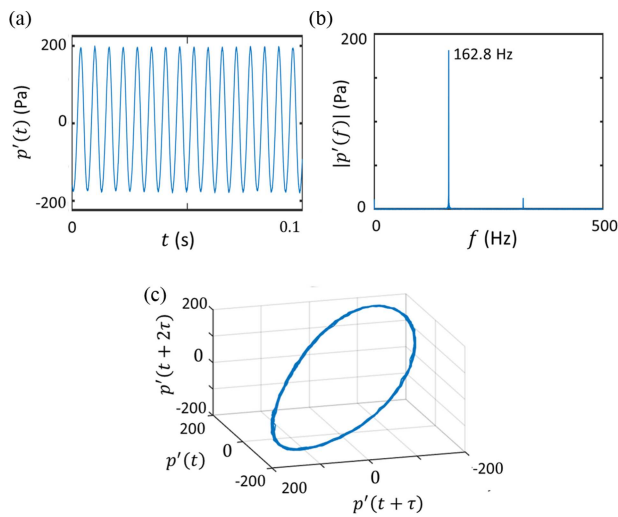 (a)
200
0
-200
p′(t) (Pa)
0
0.1
t (s)
(b)
200
0
|p′(f)| (Pa)
162.8 Hz
0
500
f (Hz)
(c)
200
0
-200
p′(t + 2τ)
200
0
-200
p′(t)
200
0
-200
p′(t + τ)